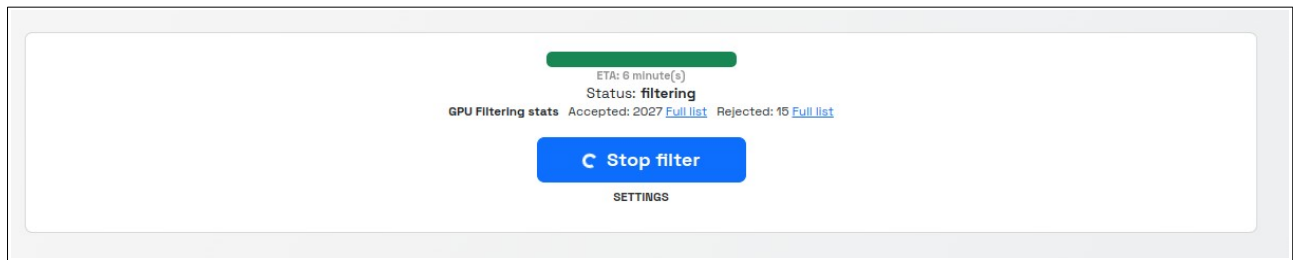 ETA: 6 minute(s)
Status: filtering
GPU Filtering stats Accepted: 2027 Full list Rejected: 15 Full list
Stop filter
SETTINGS